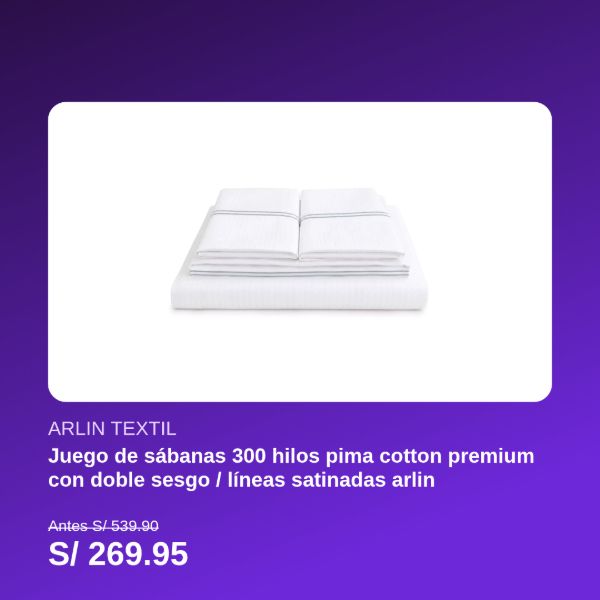 ARLIN TEXTIL
Juego de sábanas 300 hilos pima cotton premium
con doble sesgo / líneas satinadas arlin
Antes S/ 539.90
S/ 269.95